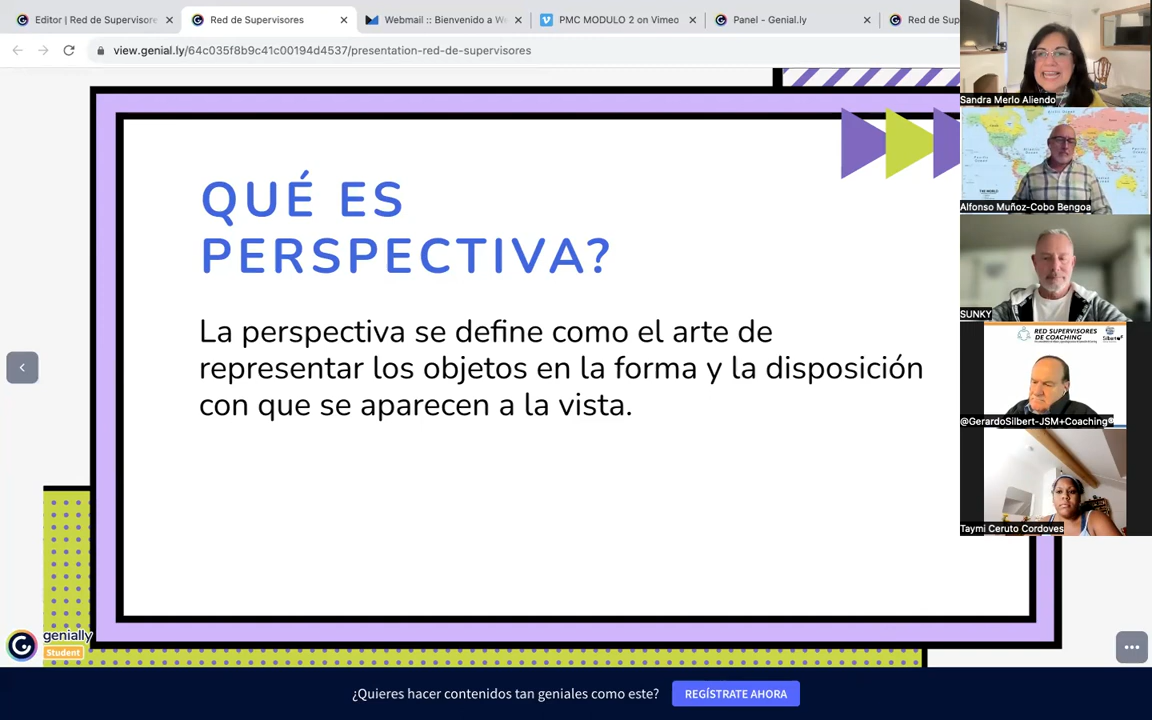 Editor | Red de Supervisore
Red de Supervisores
Webmail :: Bienvenido a W
PMC MODULO 2 on Vimeo
Panel - Genial.ly
Red de Sup
view.genial.ly/64c035f8b9c41c00194d4537/presentation-red-de-supervisores
QUÉ ES
PERSPECTIVA?
La perspectiva se define como el arte de
representar los objetos en la forma y la disposición
con que se aparecen a la vista.
Sandra Merlo Aliendo
THE WORLD
Alfonso Muñoz-Cobo Bengoa
SUNKY
RED SUPERVISORES
DE COACHING
Silbert
@GerardoSilbert-JSM+Coaching®
Taymi Ceruto Cordoves
genially
Student
¿Quieres hacer contenidos tan geniales como este?
REGÍSTRATE AHORA